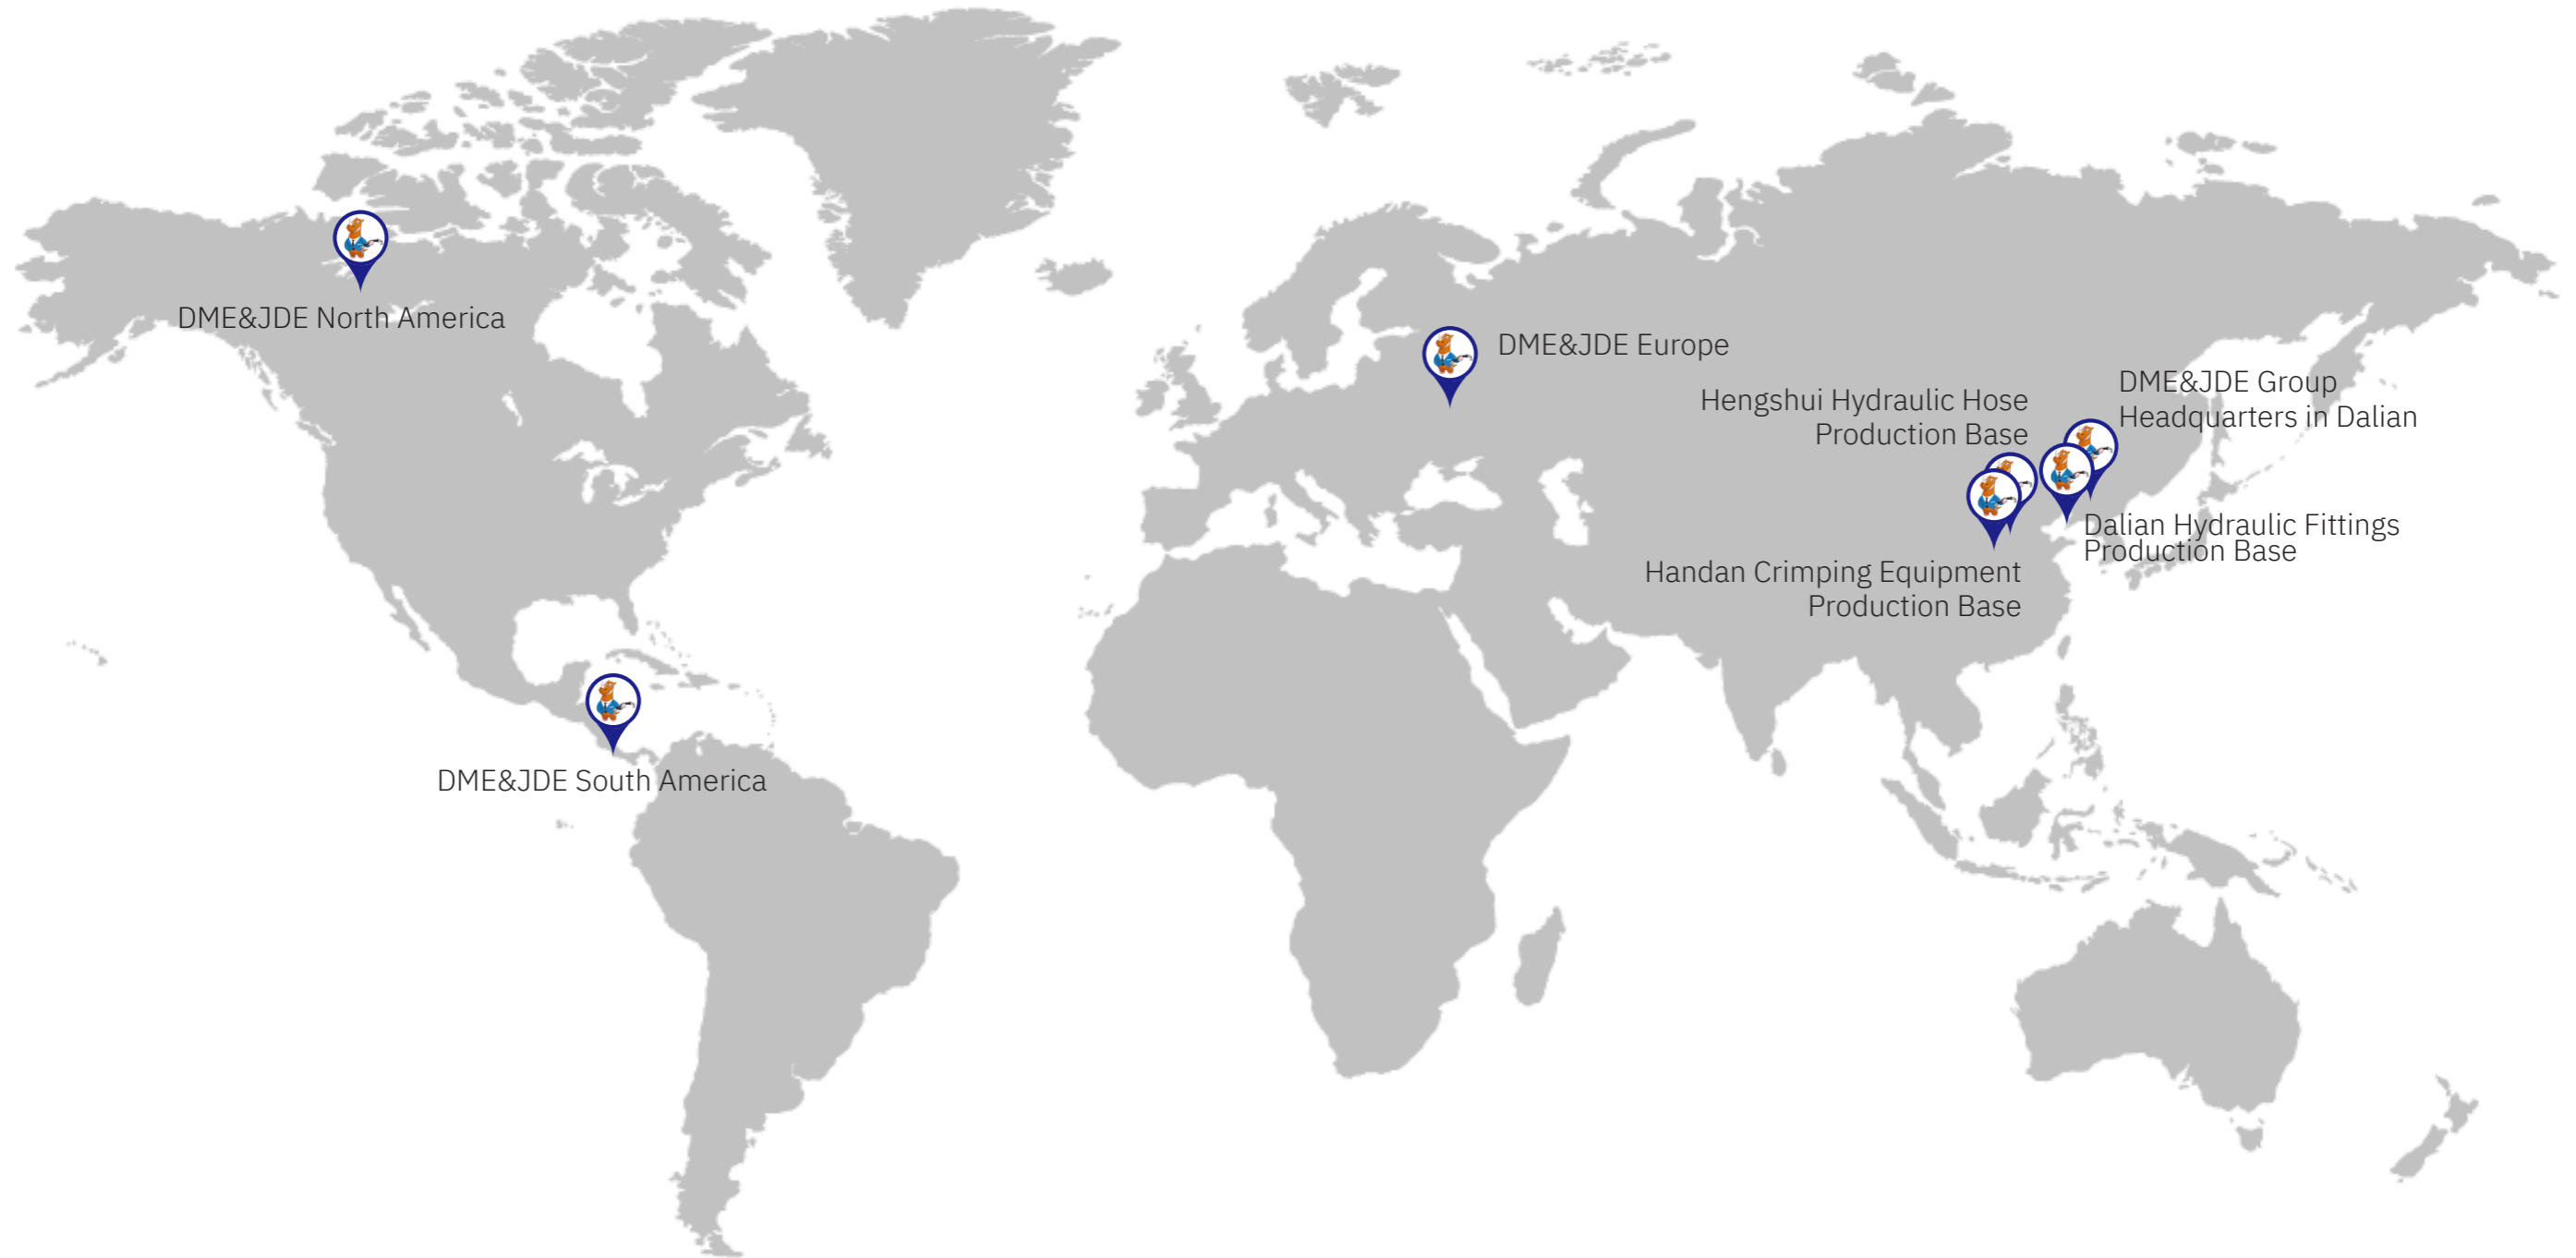 DME&JDE North America
DME&JDE Europe
DME&JDE Group
Headquarters in Dalian
Hengshui Hydraulic Hose
Production Base
Dalian Hydraulic Fittings
Production Base
Handan Crimping Equipment
Production Base
DME&JDE South America